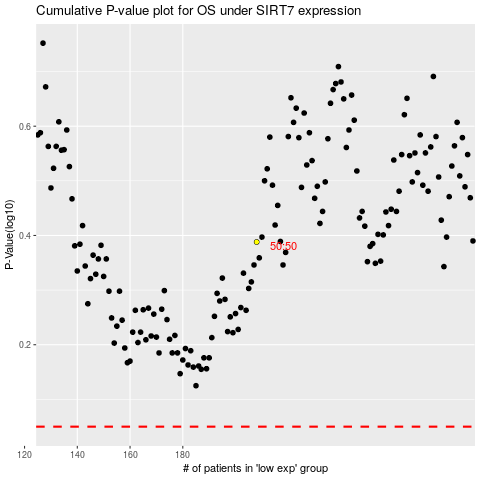 Cumulative P-value plot for OS under SIRT7 expression
P-Value(log10)
0.6
0.4
0.2
50:50
120 140 160 180
# of patients in 'low exp' group